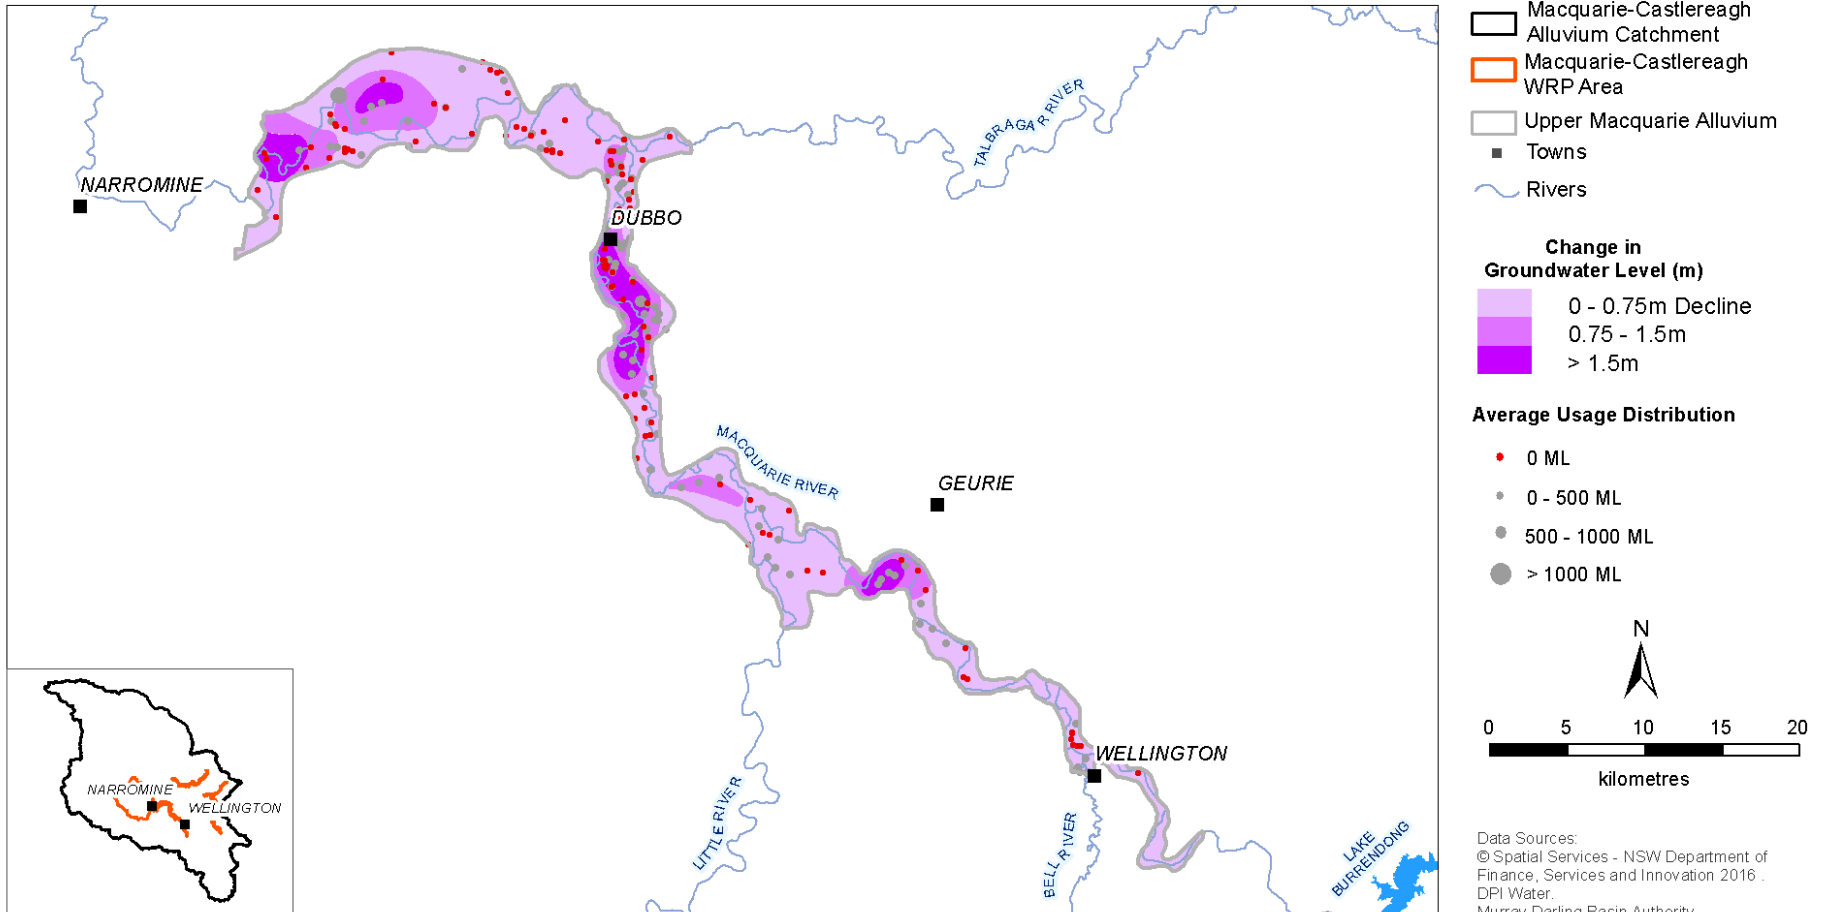 TALBRAGAR RIVER
NARROMINE
DUBBO
MACQUARIE RIVER
GEURIE
WELLINGTON
LITTLE RIVER
BELL RIVER
LAKE
BURRENDONG
NARROMINE
WELLINGTON
Macquarie-Castlereagh
Alluvium Catchment
Macquarie-Castlereagh
WRP Area
Upper Macquarie Alluvium
Towns
Rivers
Change in
Groundwater Level (m)
0 - 0.75m Decline
0.75 - 1.5m
> 1.5m
Average Usage Distribution
0 ML
0 - 500 ML
500 - 1000 ML
> 1000 ML
N
0 5 10 15 20
kilometres
Data Sources:
© Spatial Services - NSW Department of
Finance, Services and Innovation 2016 .
DPI Water.
Murray Darling Basin Authority